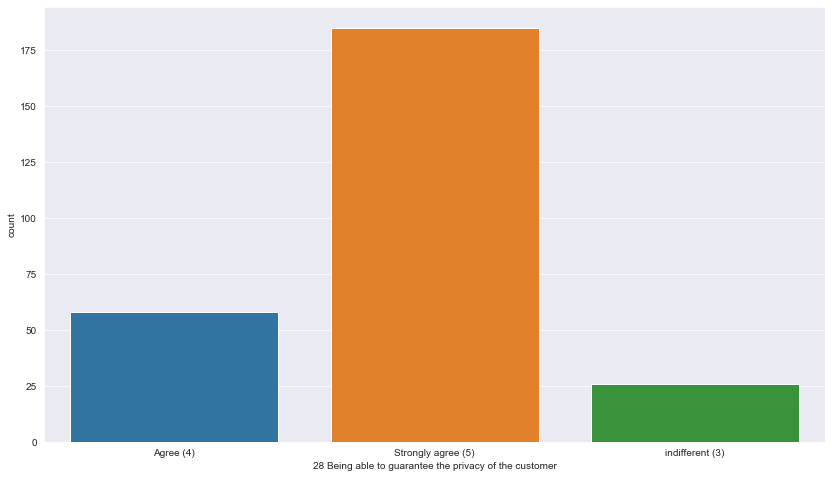 175
150
125
100
75
50
25
0
count
Agree (4)
Strongly agree (5)
indifferent (3)
28 Being able to guarantee the privacy of the customer